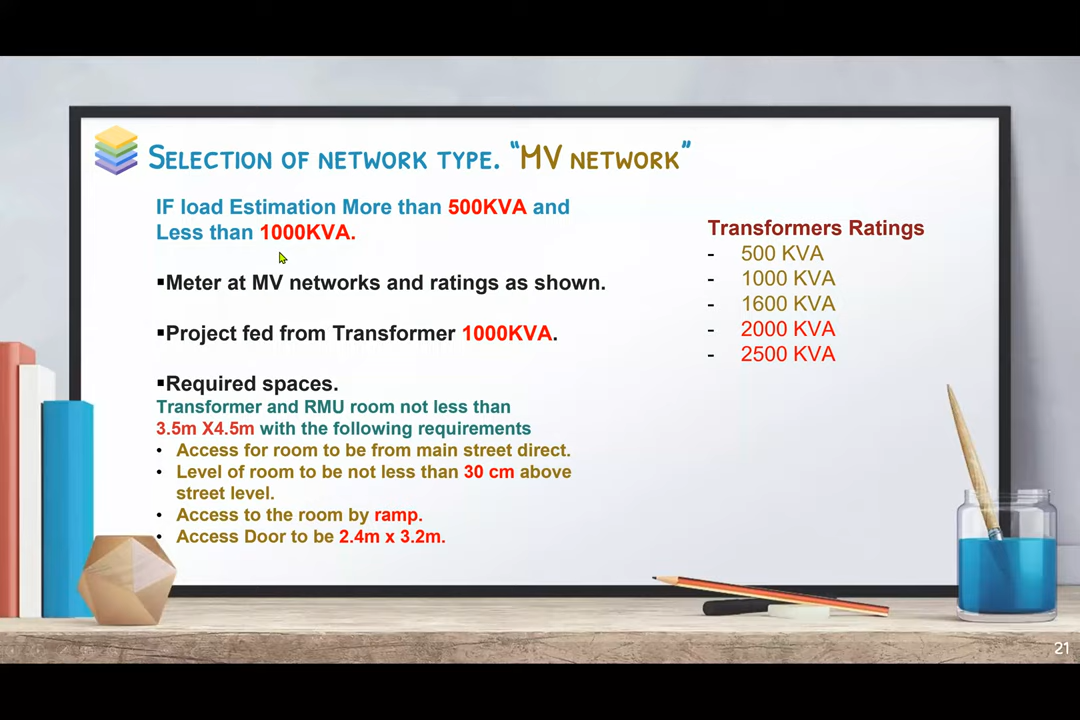 SELECTION OF NETWORK TYPE. "MV NETWORK"
IF load Estimation More than 500KVA and
Less than 1000KVA.
▪Meter at MV networks and ratings as shown.
▪Project fed from Transformer 1000KVA.
▪Required spaces.
Transformer and RMU room not less than
3.5m X4.5m with the following requirements
• Access for room to be from main street direct.
• Level of room to be not less than 30 cm above
street level.
• Access to the room by ramp.
• Access Door to be 2.4m x 3.2m.
Transformers Ratings
- 500 KVA
- 1000 KVA
- 1600 KVA
- 2000 KVA
- 2500 KVA
21